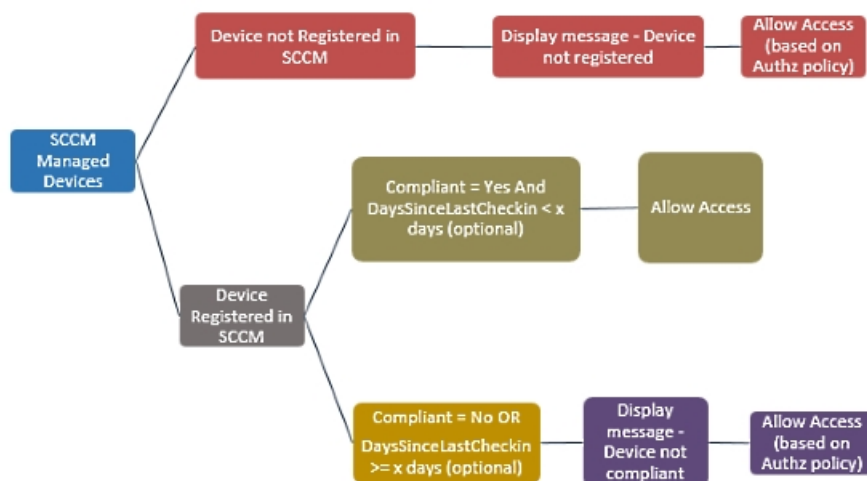 Device not Registered in
SCCM
Display message - Device
not registered
Allow Access
(based on
Authz policy)
SCCM
Managed
Devices
Compliant = Yes And
DaysSinceLastCheckin < x
days (optional)
Allow Access
Device
Registered in
SCCM
Compliant = No OR
DaysSinceLastCheckin
>= x days (optional)
Display
message -
Device not
compliant
Allow Access
(based on
Authz policy)